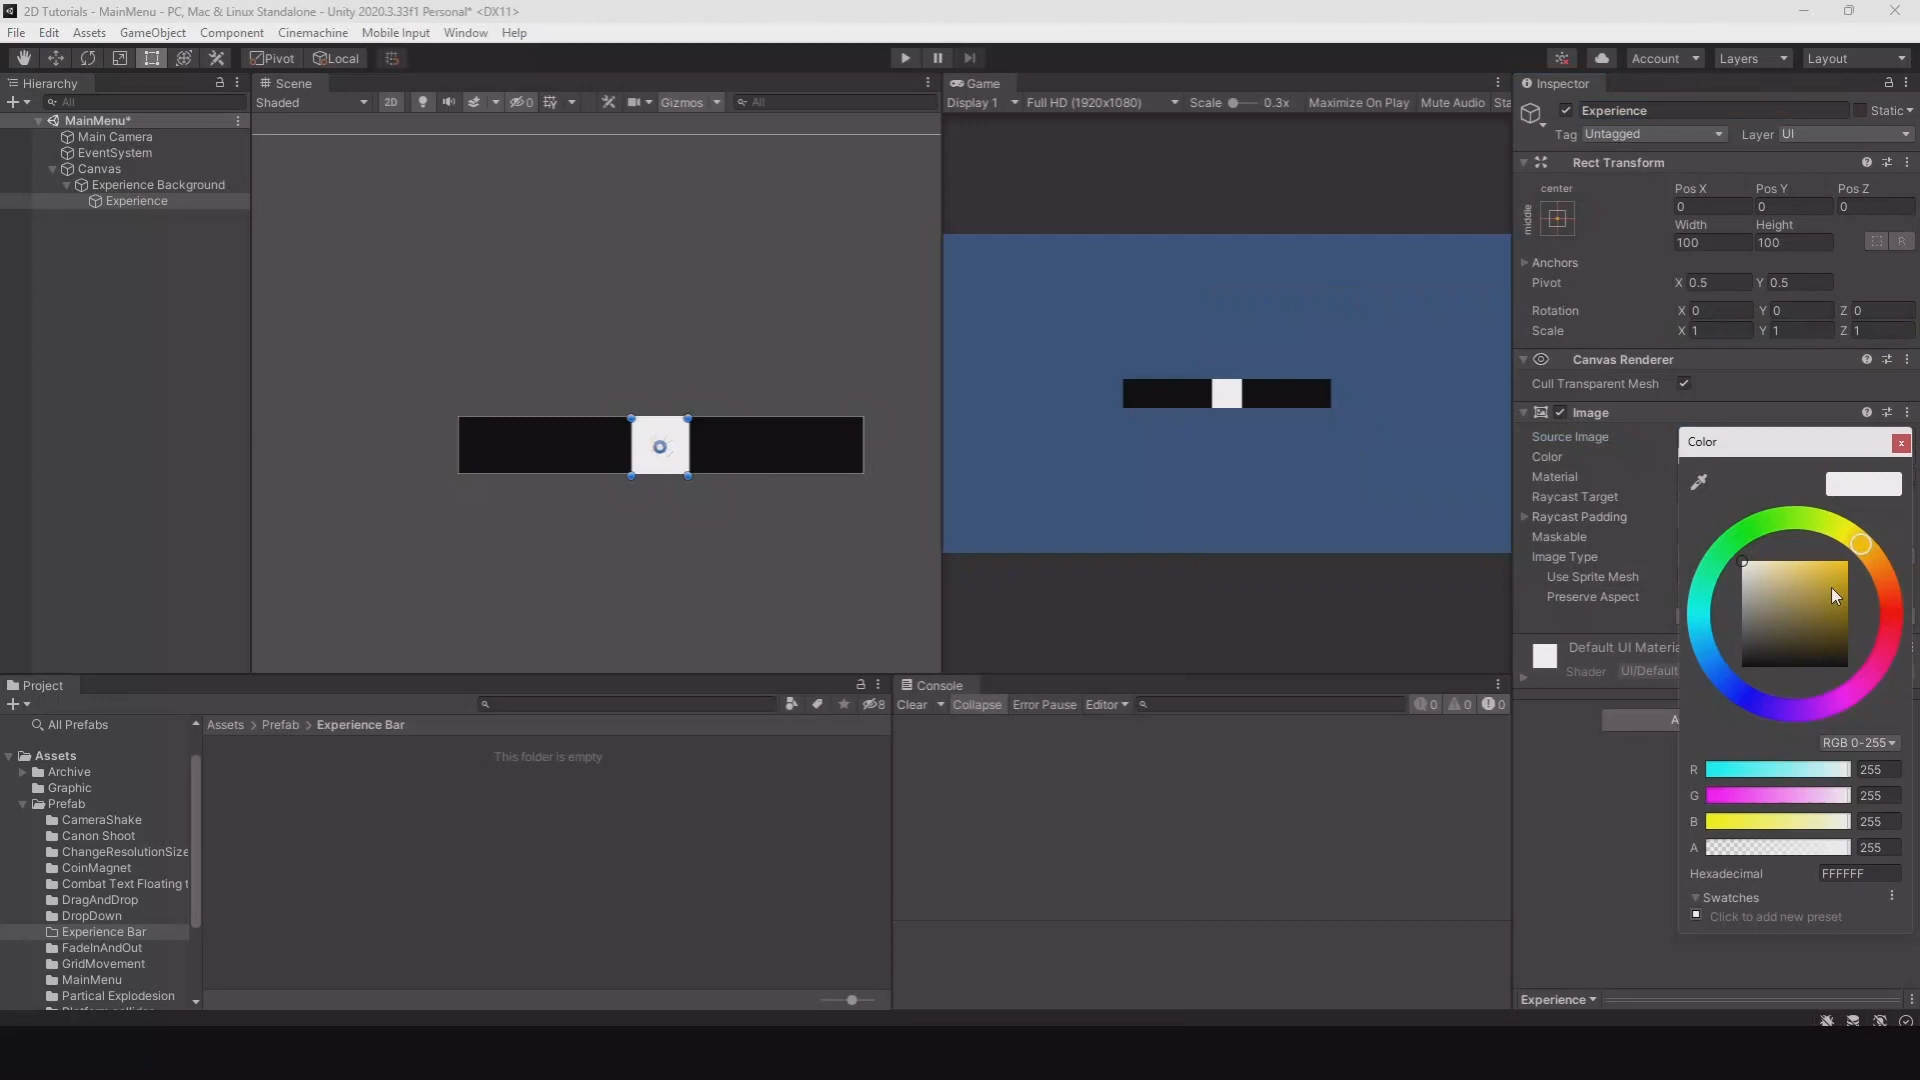 2D Tutorials - MainMenu - PC, Mac & Linux Standalone - Unity 2020.3.33f1 Personal* <DX11>
File Edit Assets GameObject Component Cinemachine Mobile Input Window Help
Pivot Local Account Layers Layout
Hierarchy
All
MainMenu*
Main Camera
EventSystem
Canvas
Experience Background
Experience
Scene
Shaded 2D 0 Gizmos All
Game
Display 1 Full HD (1920x1080) Scale 0.3x Maximize On Play Mute Audio Sta
Inspector
Experience Static
Tag Untagged Layer UI
Rect Transform
center
middle
Pos X Pos Y Pos Z
0 0 0
Width Height
100 100 R
Anchors
Pivot X 0.5 Y 0.5
Rotation X 0 Y 0 Z 0
Scale X 1 Y 1 Z 1
Canvas Renderer
Cull Transparent Mesh
Image
Source Image
Color
Material
Raycast Target
Raycast Padding
Maskable
Image Type
Use Sprite Mesh
Preserve Aspect
Default UI Materia
Shader UI/Default
A
Color
x
RGB 0-255
R 255
G 255
B 255
A 255
Hexadecimal FFFFFF
Swatches
Click to add new preset
Experience
Project
8
All Prefabs
Assets
Archive
Graphic
Prefab
CameraShake
Canon Shoot
ChangeResolutionSize
CoinMagnet
Combat Text Floating t
DragAndDrop
DropDown
Experience Bar
FadeInAndOut
GridMovement
MainMenu
Partical Explodesion
Assets > Prefab > Experience Bar
This folder is empty
Console
Clear Collapse Error Pause Editor 0 0 0